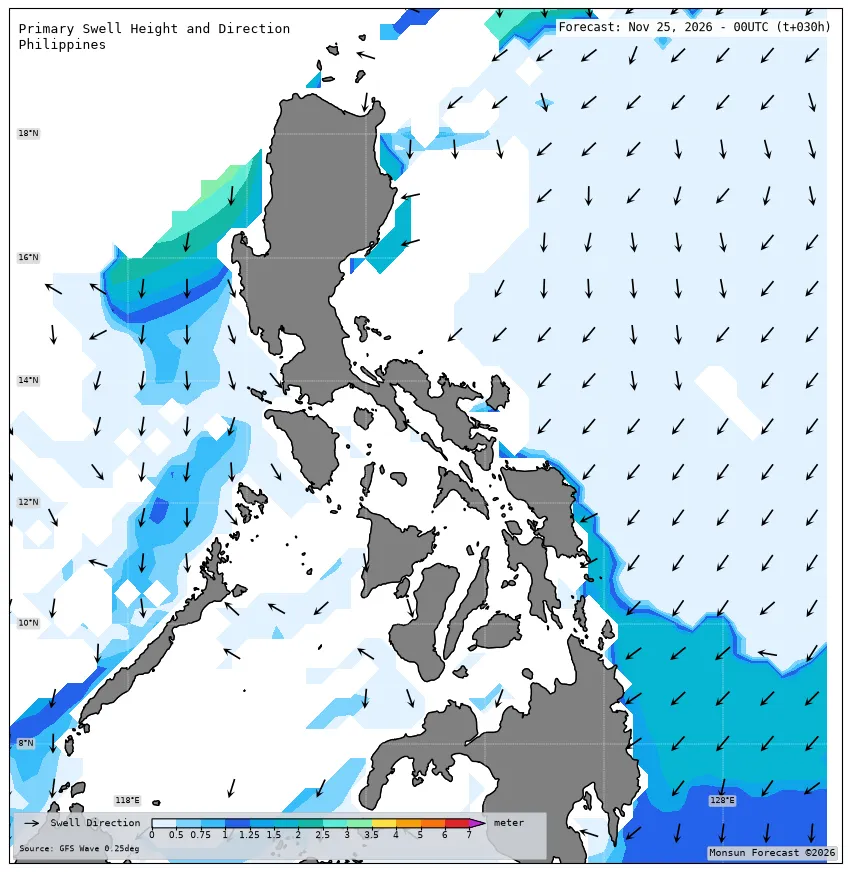 Primary Swell Height and Direction
Philippines
Forecast: Nov 25, 2026 - 00UTC (t+030h)
18°N
16°N
14°N
12°N
10°N
8°N
118°E
128°E
Swell Direction
0 0.5 0.75 1 1.25 1.5 2 2.5 3 3.5 4 5 6 7
meter
Source: GFS Wave 0.25deg
Monsun Forecast ©2026